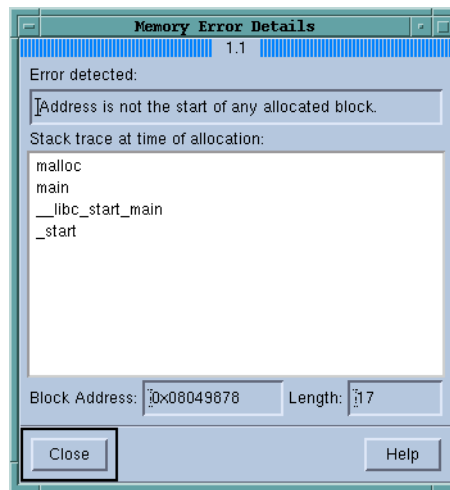 Memory Error Details
1.1
Error detected:
Address is not the start of any allocated block.
Stack trace at time of allocation:
malloc
main
__libc_start_main
_start
Block Address: 0x08049878 Length: 17
Close Help